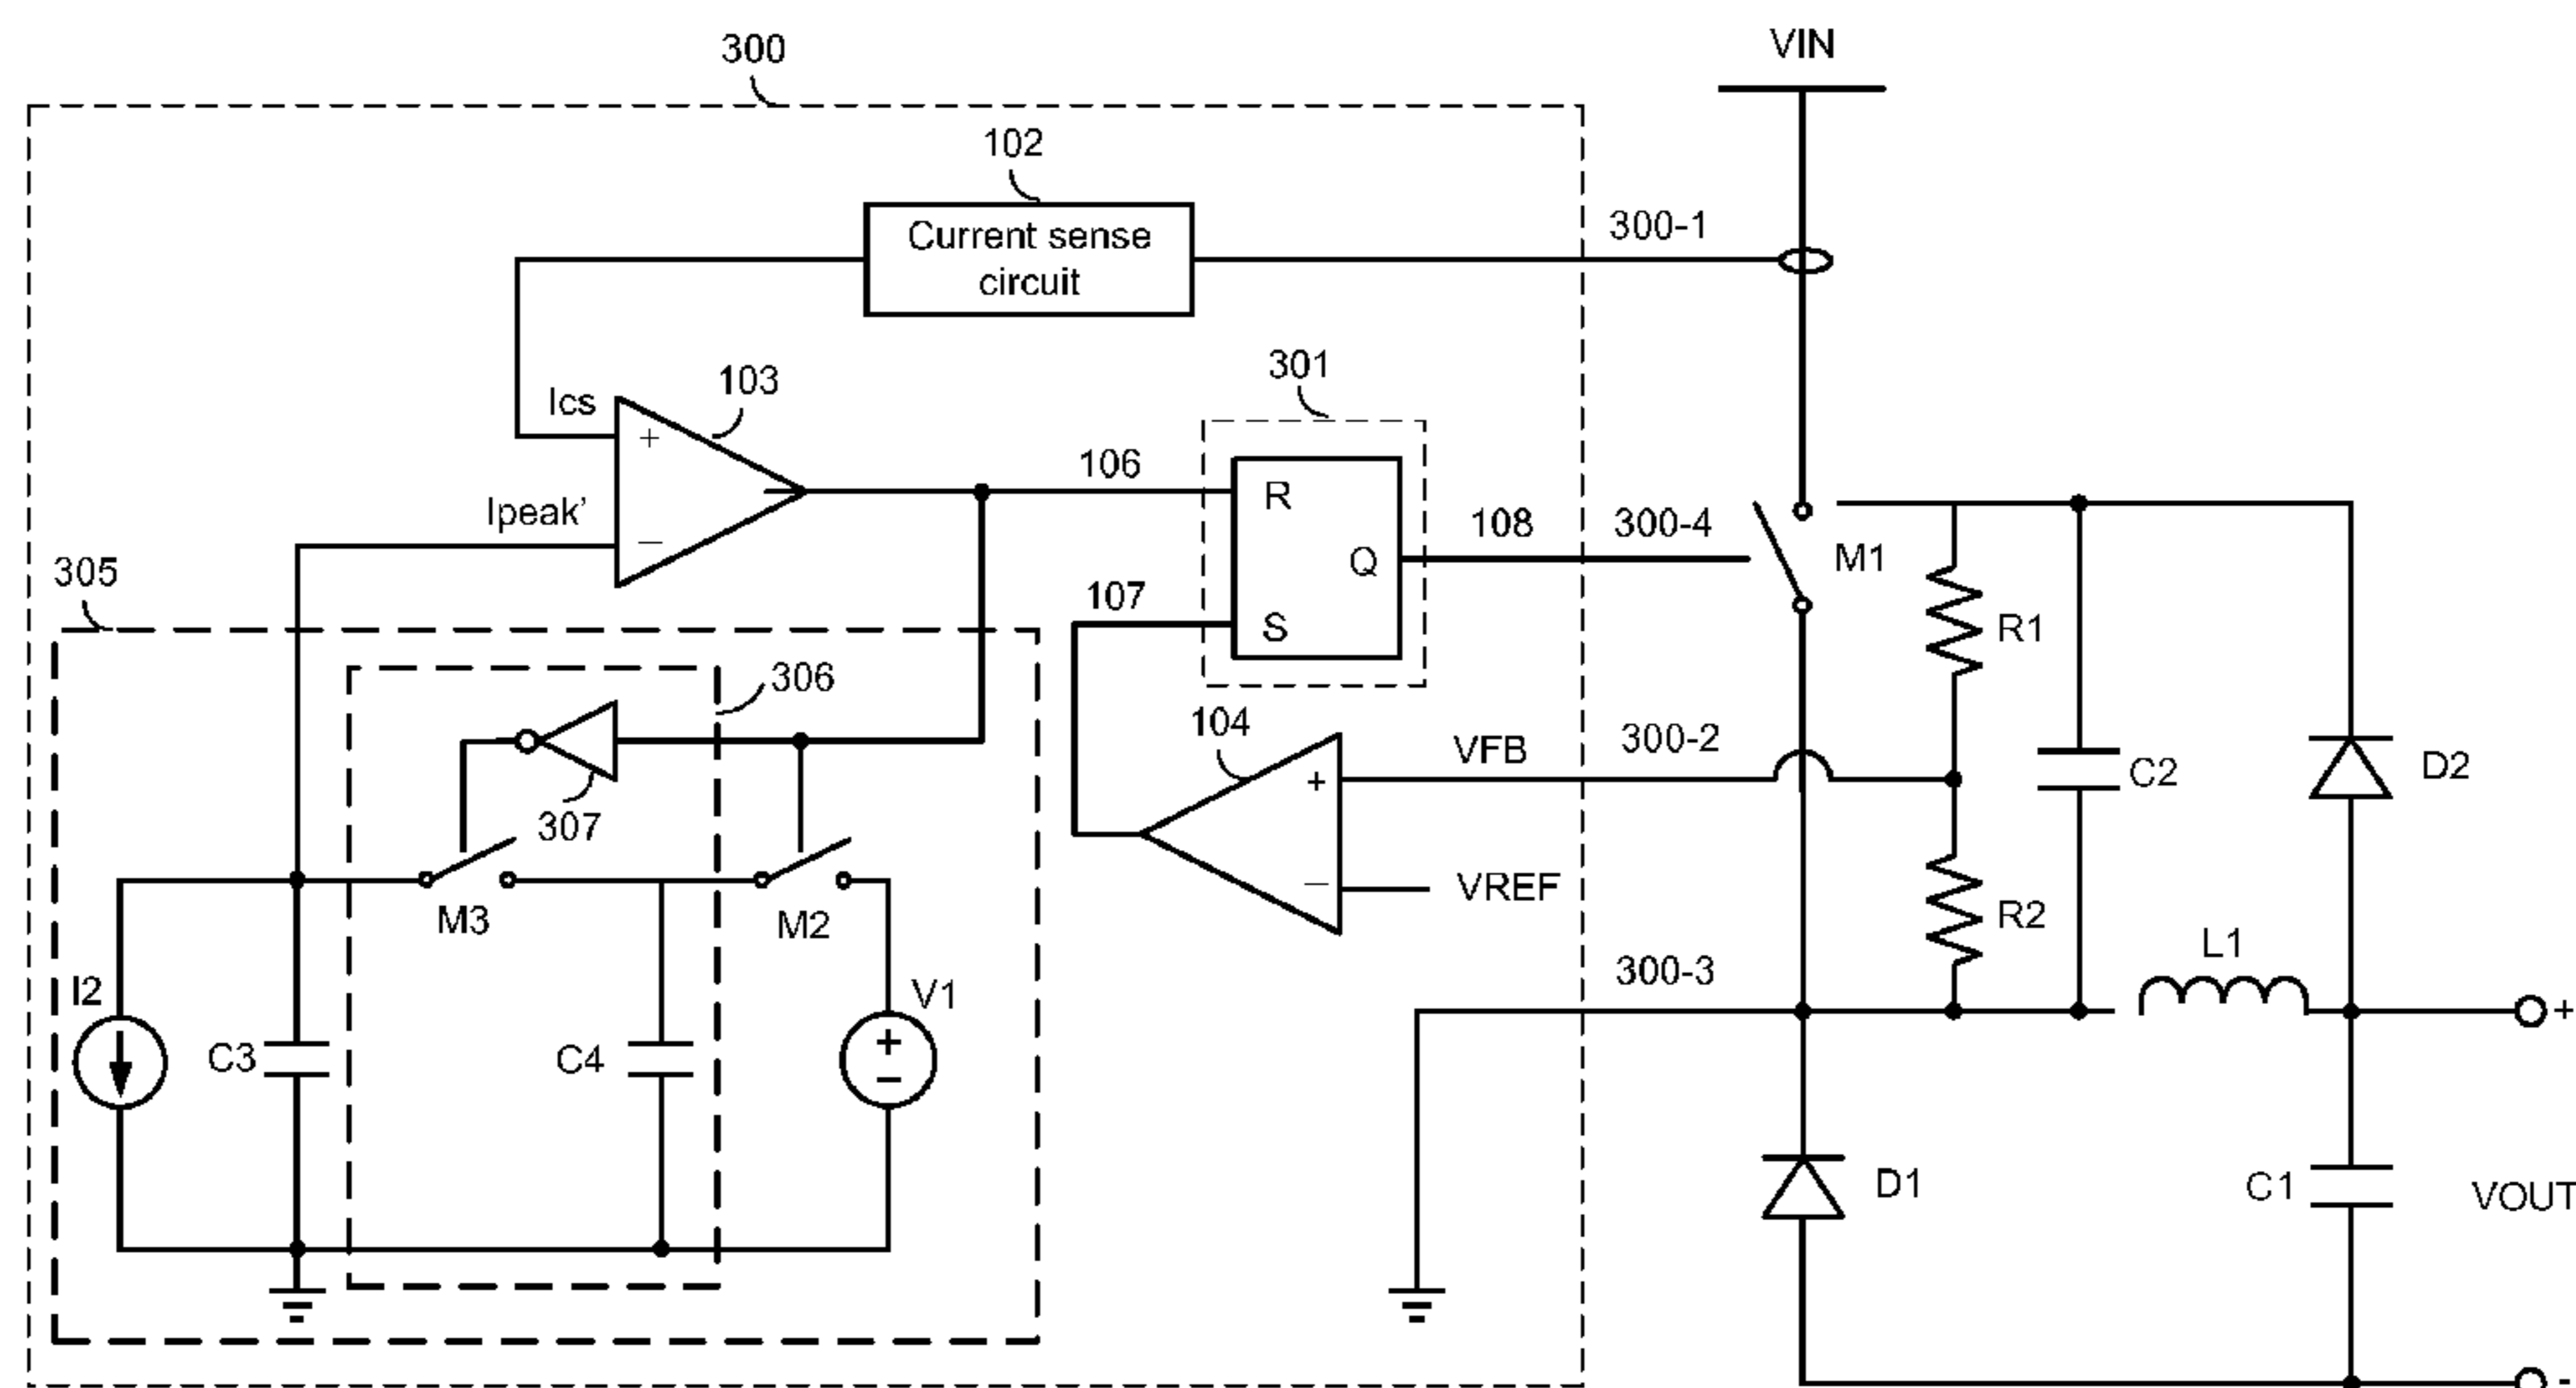 300
VIN
102
Current sense
circuit
300-1
103
301
Ics
+
106
R
Ipeak’
−
108
300-4
Q
M1
305
107
S
R1
306
104
VFB
300-2
+
C2
D2
307
−
VREF
M3
M2
R2
L1
300-3
I2
V1
+
C3
C4
+
−
D1
C1
VOUT
-